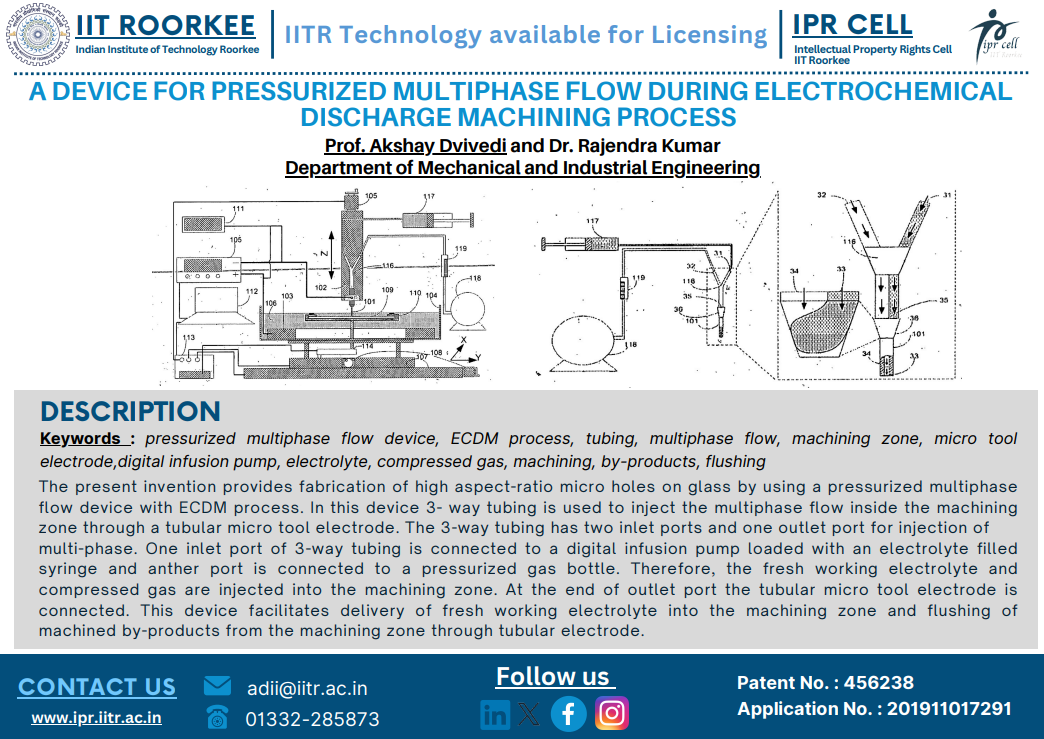 IIT ROORKEE
Indian Institute of Technology Roorkee
IITR Technology available for Licensing
IPR CELL
Intellectual Property Rights Cell
IIT Roorkee
ipr cell
IIT Roorkee
A DEVICE FOR PRESSURIZED MULTIPHASE FLOW DURING ELECTROCHEMICAL
DISCHARGE MACHINING PROCESS
Prof. Akshay Dvivedi and Dr. Rajendra Kumar
Department of Mechanical and Industrial Engineering
105
117
111
105
119
Z
116
102
118
112
103
101
109
110
104
106
113
114
X
Y
107
108
117
31
32
119
116
35
36
101
118
32
31
116
34
33
35
36
101
34
33
DESCRIPTION
Keywords : pressurized multiphase flow device, ECDM process, tubing, multiphase flow, machining zone, micro tool
electrode,digital infusion pump, electrolyte, compressed gas, machining, by-products, flushing
The present invention provides fabrication of high aspect-ratio micro holes on glass by using a pressurized multiphase
flow device with ECDM process. In this device 3- way tubing is used to inject the multiphase flow inside the machining
zone through a tubular micro tool electrode. The 3-way tubing has two inlet ports and one outlet port for injection of
multi-phase. One inlet port of 3-way tubing is connected to a digital infusion pump loaded with an electrolyte filled
syringe and anther port is connected to a pressurized gas bottle. Therefore, the fresh working electrolyte and
compressed gas are injected into the machining zone. At the end of outlet port the tubular micro tool electrode is
connected. This device facilitates delivery of fresh working electrolyte into the machining zone and flushing of
machined by-products from the machining zone through tubular electrode.
CONTACT US
www.ipr.iitr.ac.in
adii@iitr.ac.in
01332-285873
Follow us
Patent No. : 456238
Application No. : 201911017291